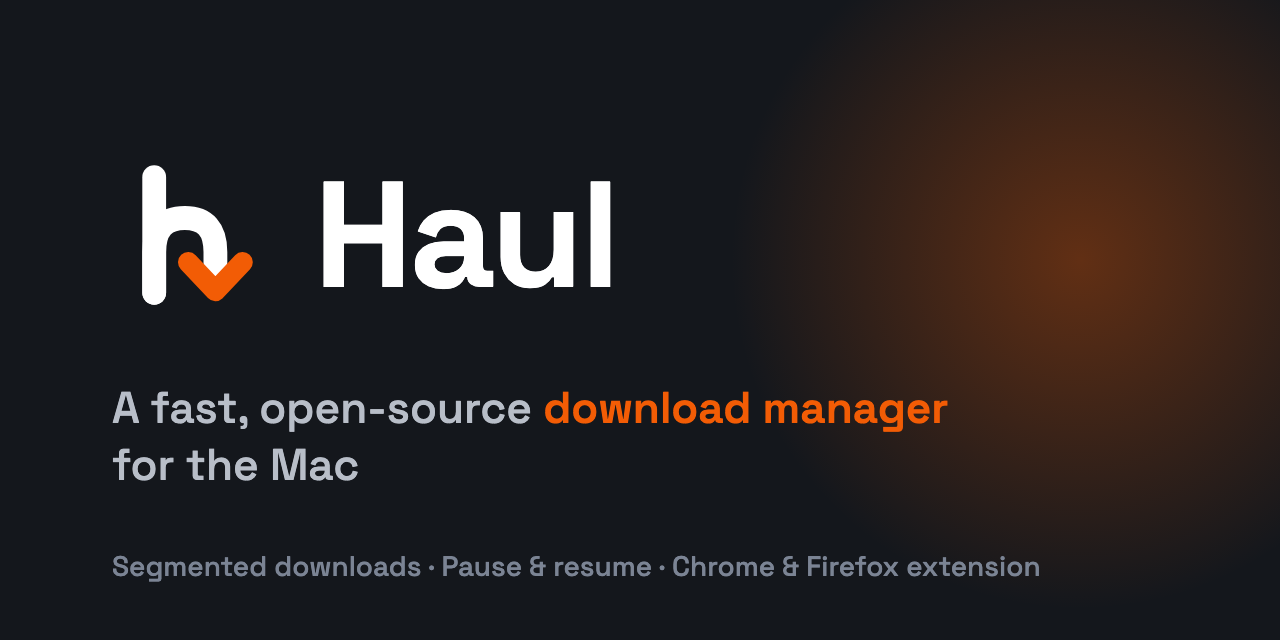 h Haul
A fast, open-source download manager
for the Mac
Segmented downloads · Pause & resume · Chrome & Firefox extension